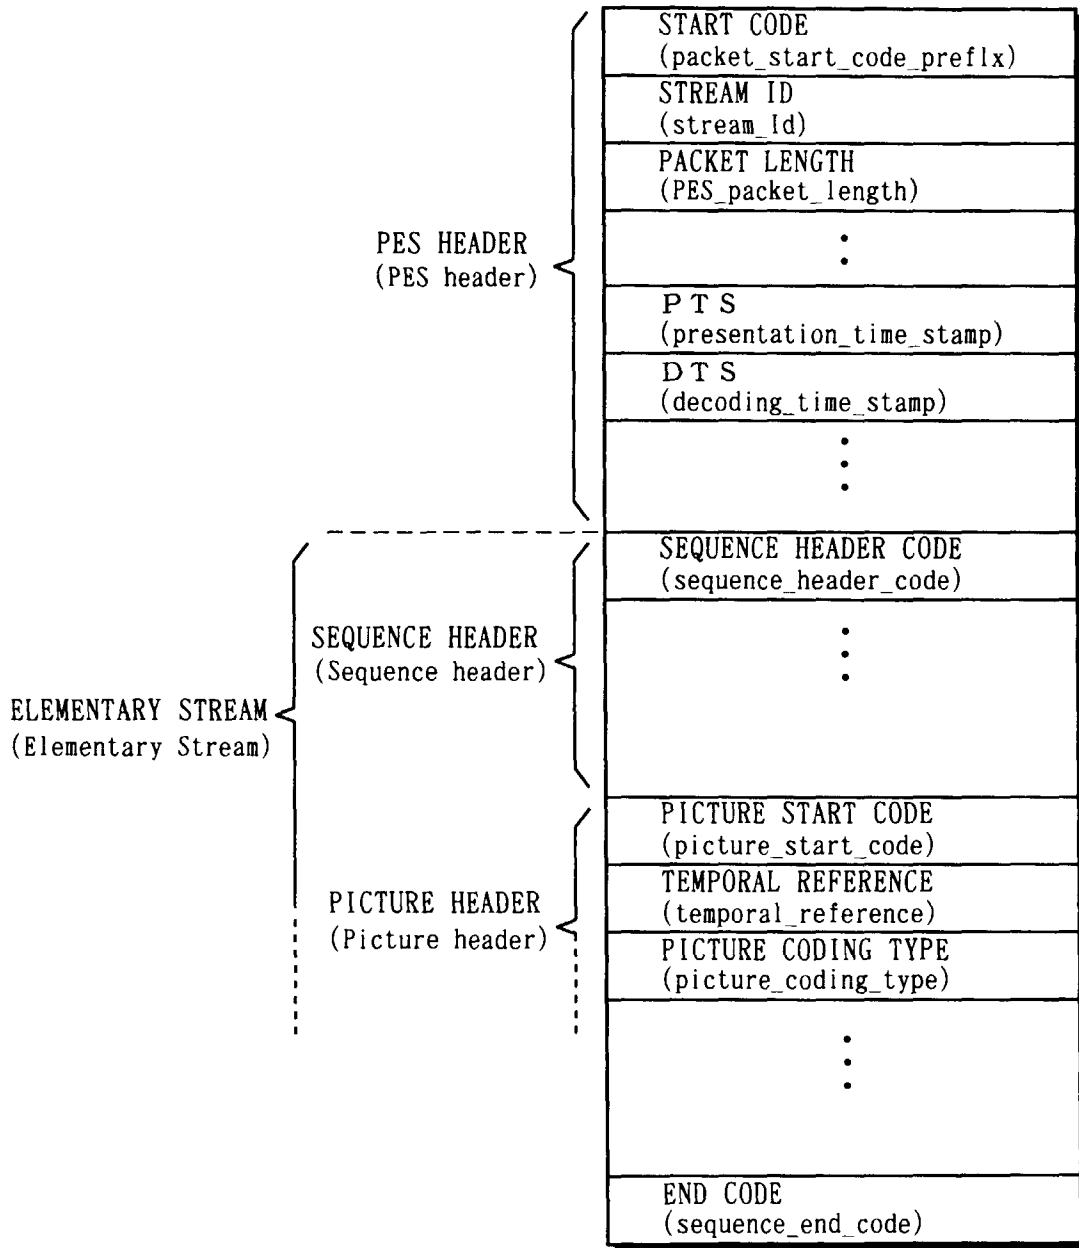 START CODE
(packet_start_code_preflx)
STREAM ID
(stream_Id)
PACKET LENGTH
(PES_packet_length)
PES HEADER
(PES header)
PTS
(presentation_time_stamp)
DTS
(decoding_time_stamp)
SEQUENCE HEADER CODE
(sequence_header_code)
SEQUENCE HEADER
(Sequence header)
ELEMENTARY STREAM
(Elementary Stream)
PICTURE START CODE
(picture_start_code)
TEMPORAL REFERENCE
(temporal_reference)
PICTURE HEADER
(Picture header)
PICTURE CODING TYPE
(picture_coding_type)
END CODE
(sequence_end_code)